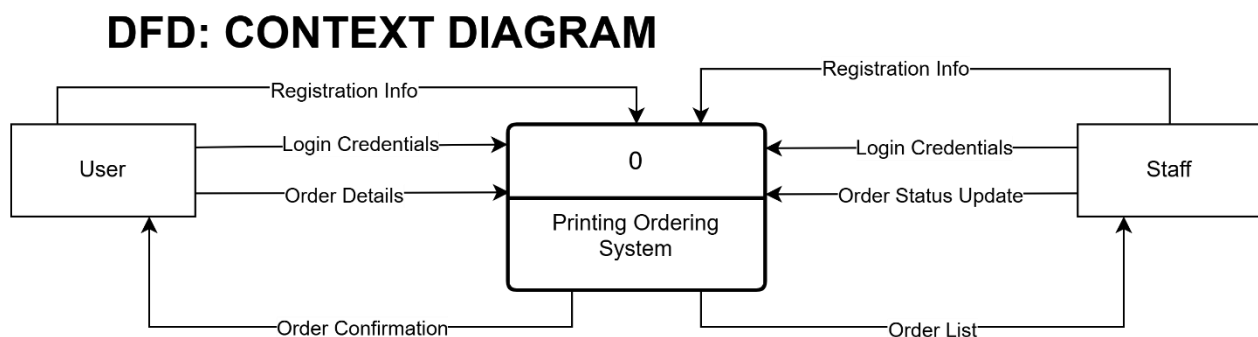 DFD: CONTEXT DIAGRAM
Registration Info
Registration Info
User
Login Credentials
0
Login Credentials
Staff
Order Details
Order Status Update
Printing Ordering
System
Order Confirmation
Order List